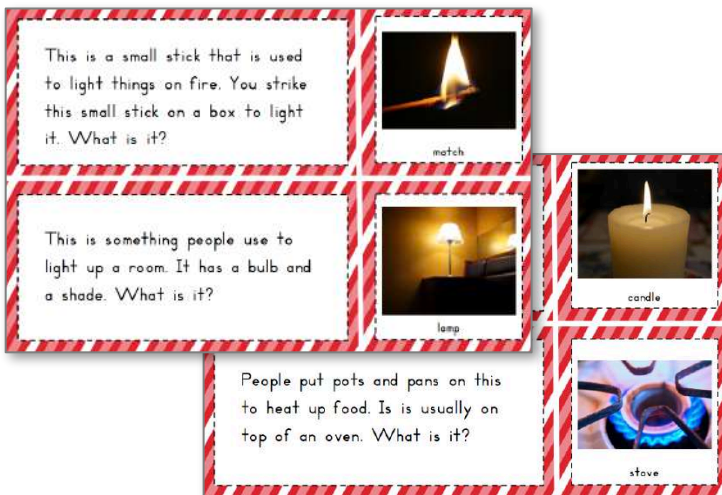 This is a small stick that is used
to light things on fire. You strike
this small stick on a box to light
it. What is it?
match
This is something people use to
light up a room. It has a bulb and
a shade. What is it?
lamp
candle
People put pots and pans on this
to heat up food. Is is usually on
top of an oven. What is it?
stove